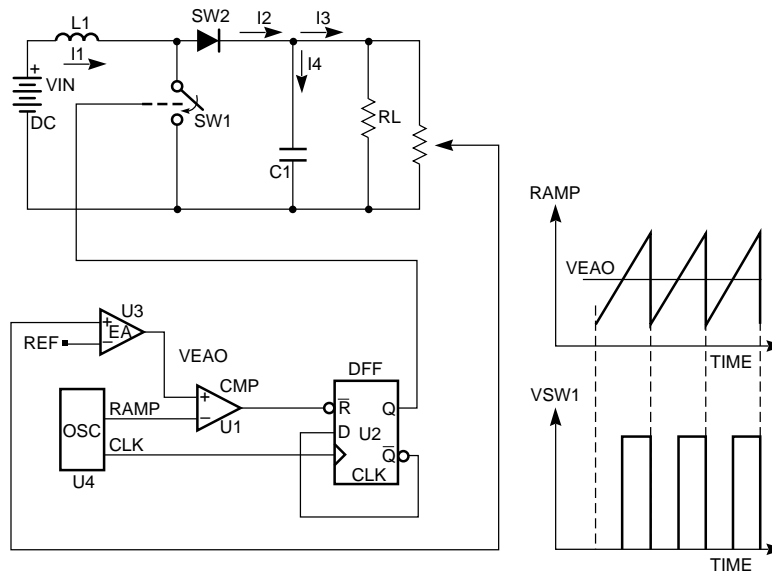 L1
SW2
I2
I3
I1
I4
+
VIN
DC
SW1
C1
RL
RAMP
VEAO
TIME
U3
+
EA
−
REF
VEAO
CMP
+
−
U1
DFF
R
Q
D
U2
Q
CLK
OSC
RAMP
CLK
U4
VSW1
TIME